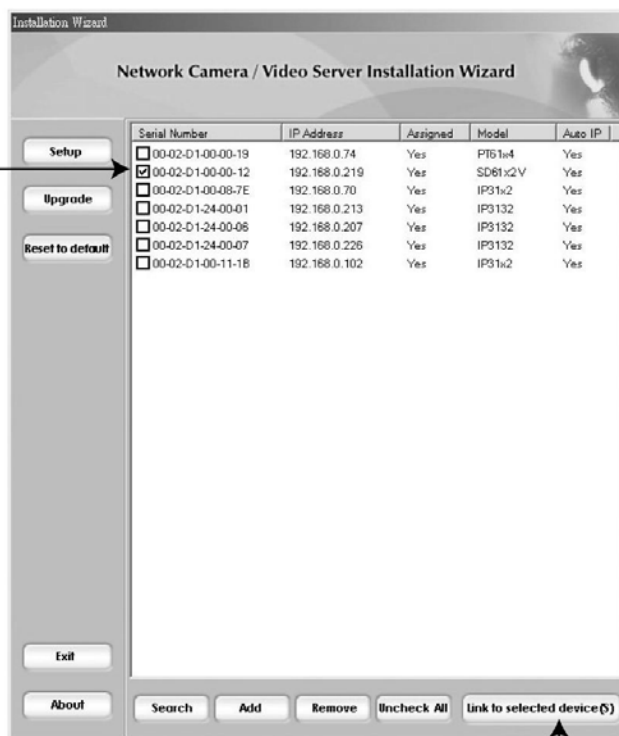 Installation Wizard
Network Camera / Video Server Installation Wizard
Serial Number IP Address Assigned Model Auto IP
00-02-D1-00-00-19 192.168.0.74 Yes PT61x4 Yes
00-02-D1-00-00-12 192.168.0.219 Yes SD61x2V Yes
00-02-D1-00-08-7E 192.168.0.70 Yes IP31x2 Yes
00-02-D1-24-00-01 192.168.0.213 Yes IP3132 Yes
00-02-D1-24-00-06 192.168.0.207 Yes IP3132 Yes
00-02-D1-24-00-07 192.168.0.226 Yes IP3132 Yes
00-02-D1-00-11-1B 192.168.0.102 Yes IP31x2 Yes
Setup
Upgrade
Reset to default
Exit
About
Search Add Remove Uncheck All Link to selected device(S)